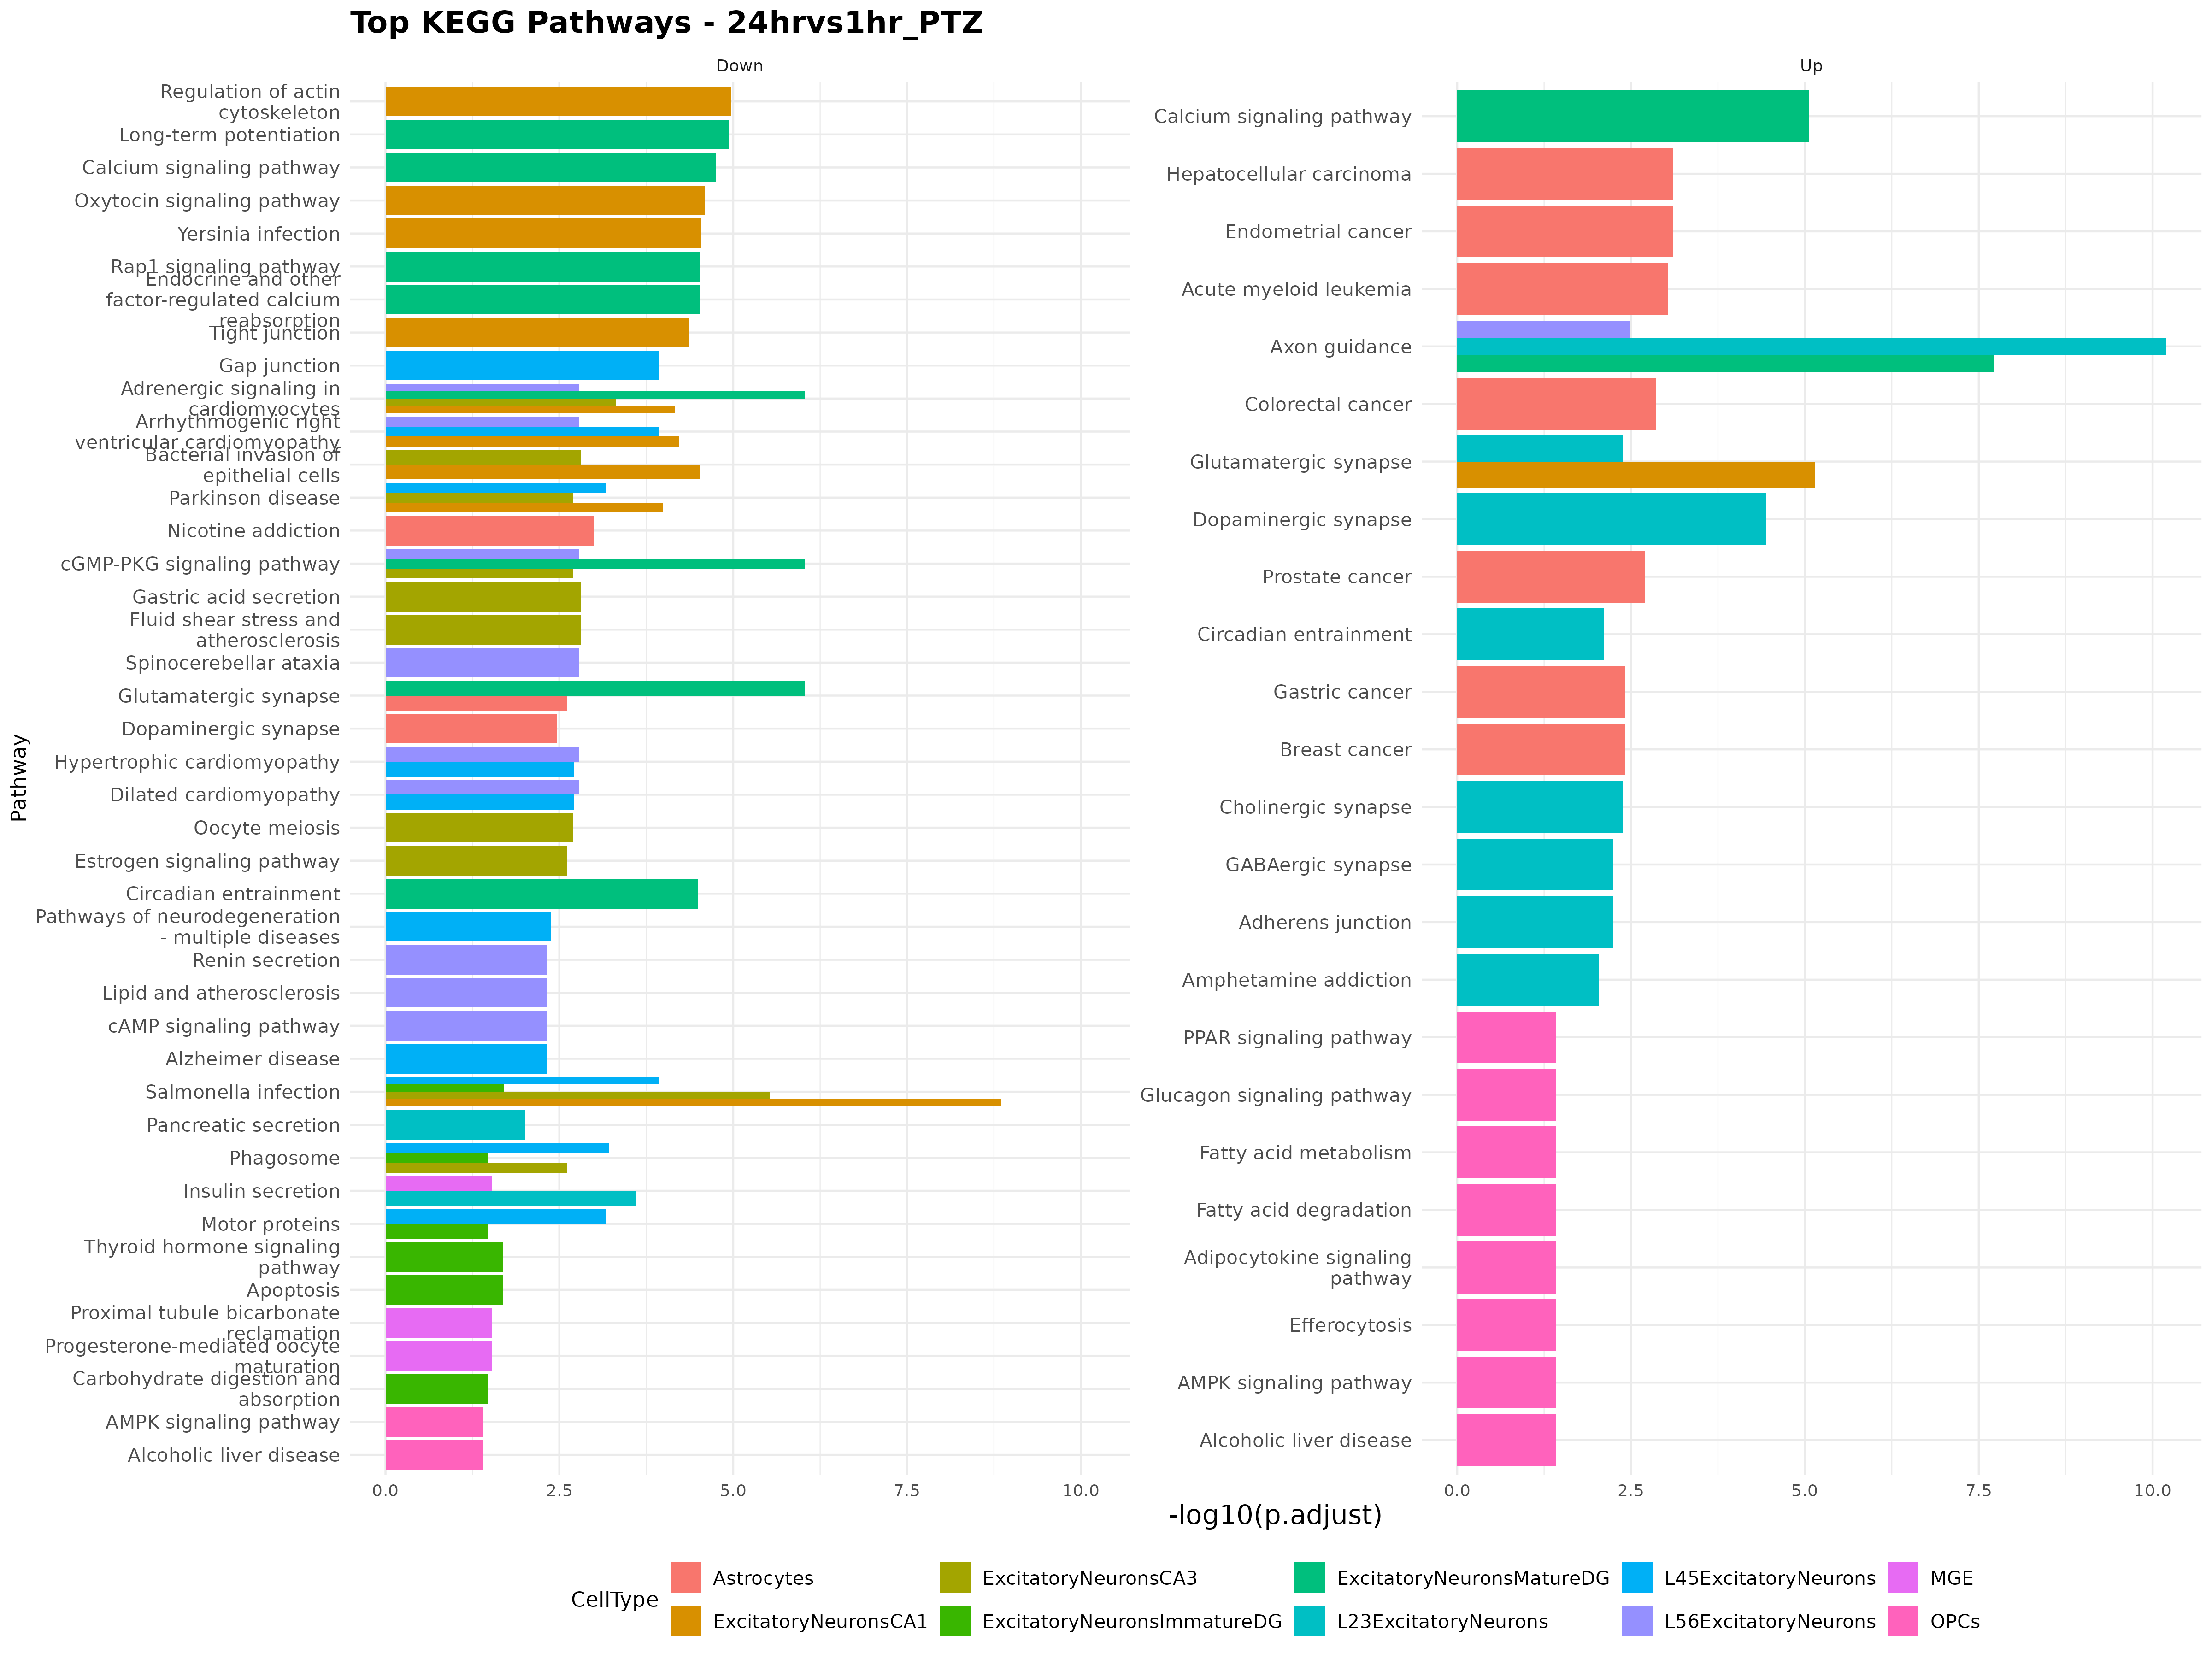 Top KEGG Pathways - 24hrvs1hr_PTZ
Down
Regulation of actin
cytoskeleton
Long-term potentiation
Calcium signaling pathway
Oxytocin signaling pathway
Yersinia infection
Rap1 signaling pathway
Endocrine and other
factor-regulated calcium
reabsorption
Tight junction
Gap junction
Adrenergic signaling in
cardiomyocytes
Arrhythmogenic right
ventricular cardiomyopathy
Bacterial invasion of
epithelial cells
Parkinson disease
Nicotine addiction
cGMP-PKG signaling pathway
Gastric acid secretion
Fluid shear stress and
atherosclerosis
Spinocerebellar ataxia
Glutamatergic synapse
Dopaminergic synapse
Hypertrophic cardiomyopathy
Dilated cardiomyopathy
Oocyte meiosis
Estrogen signaling pathway
Circadian entrainment
Pathways of neurodegeneration
- multiple diseases
Renin secretion
Lipid and atherosclerosis
cAMP signaling pathway
Alzheimer disease
Salmonella infection
Pancreatic secretion
Phagosome
Insulin secretion
Motor proteins
Thyroid hormone signaling
pathway
Apoptosis
Proximal tubule bicarbonate
reclamation
Progesterone-mediated oocyte
maturation
Carbohydrate digestion and
absorption
AMPK signaling pathway
Alcoholic liver disease
0.0 2.5 5.0 7.5 10.0
Up
Calcium signaling pathway
Hepatocellular carcinoma
Endometrial cancer
Acute myeloid leukemia
Axon guidance
Colorectal cancer
Glutamatergic synapse
Dopaminergic synapse
Prostate cancer
Circadian entrainment
Gastric cancer
Breast cancer
Cholinergic synapse
GABAergic synapse
Adherens junction
Amphetamine addiction
PPAR signaling pathway
Glucagon signaling pathway
Fatty acid metabolism
Fatty acid degradation
Adipocytokine signaling
pathway
Efferocytosis
AMPK signaling pathway
Alcoholic liver disease
0.0 2.5 5.0 7.5 10.0
Pathway
-log10(p.adjust)
CellType
Astrocytes
ExcitatoryNeuronsCA1
ExcitatoryNeuronsCA3
ExcitatoryNeuronsImmatureDG
ExcitatoryNeuronsMatureDG
L23ExcitatoryNeurons
L45ExcitatoryNeurons
L56ExcitatoryNeurons
MGE
OPCs